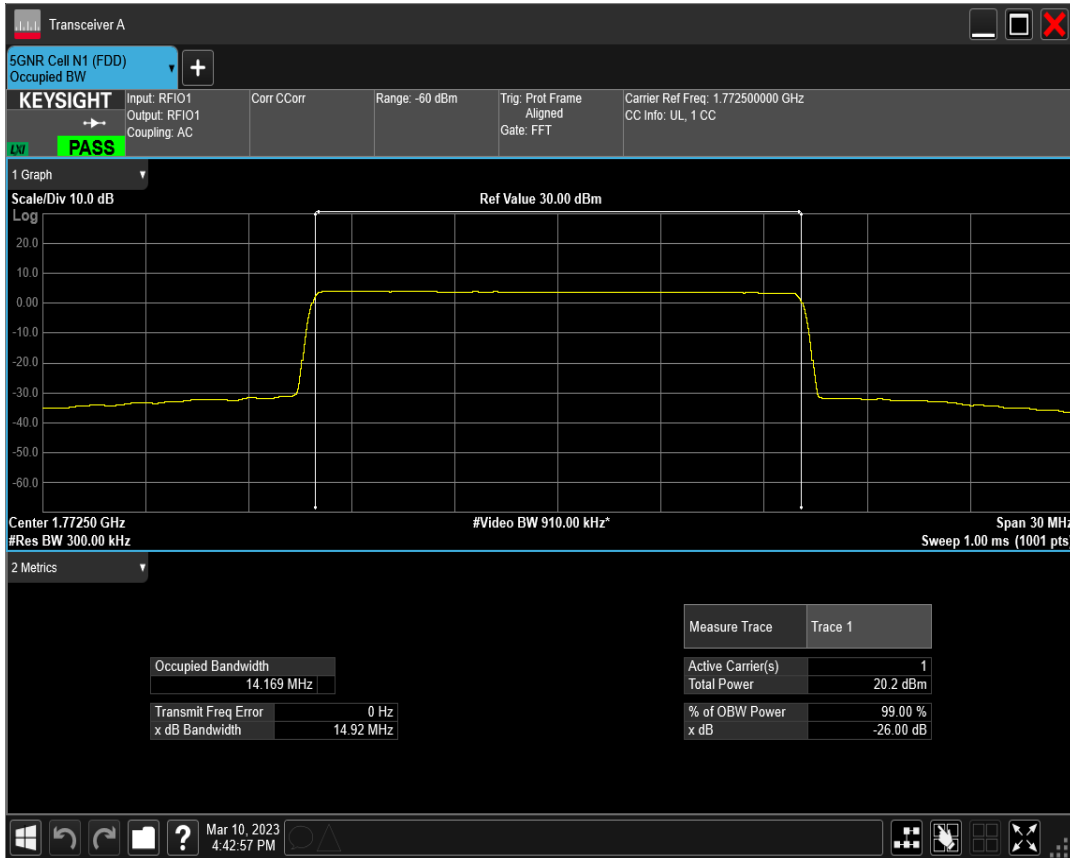 Transceiver A
5GNR Cell N1 (FDD)
Occupied BW
+
KEYSIGHT
LXI
PASS
Input: RFIO1
Output: RFIO1
Coupling: AC
Corr CCorr
Range: -60 dBm
Trig: Prot Frame
Aligned
Gate: FFT
Carrier Ref Freq: 1.772500000 GHz
CC Info: UL, 1 CC
1 Graph
Scale/Div 10.0 dB
Ref Value 30.00 dBm
Log
20.0
10.0
0.00
-10.0
-20.0
-30.0
-40.0
-50.0
-60.0
Center 1.77250 GHz
#Video BW 910.00 kHz*
Span 30 MHz
#Res BW 300.00 kHz
Sweep 1.00 ms (1001 pts)
2 Metrics
Measure Trace Trace 1
Occupied Bandwidth
14.169 MHz
Active Carrier(s) 1
Total Power 20.2 dBm
Transmit Freq Error 0 Hz
x dB Bandwidth 14.92 MHz
% of OBW Power 99.00 %
x dB -26.00 dB
?
Mar 10, 2023
4:42:57 PM